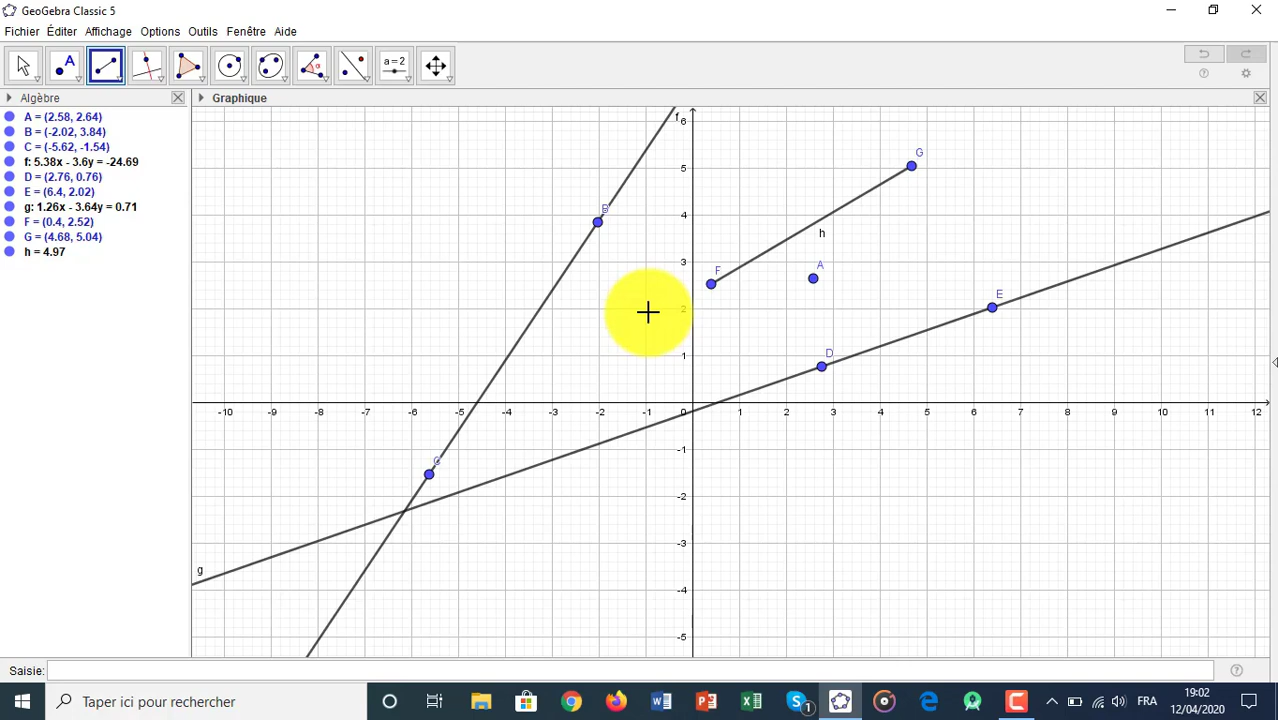 GeoGebra Classic 5
Fichier Éditer Affichage Options Outils Fenêtre Aide
A α a = 2
Algèbre
Graphique
A = (2.58, 2.64)
B = (-2.02, 3.84)
C = (-5.62, -1.54)
f: 5.38x - 3.6y = -24.69
D = (2.76, 0.76)
E = (6.4, 2.02)
g: 1.26x - 3.64y = 0.71
F = (0.4, 2.52)
G = (4.68, 5.04)
h = 4.97
f
6
G
5
B
4
h
3
F
A
E
2
1
D
-10 -9 -8 -7 -6 -5 -4 -3 -2 -1 0 1 2 3 4 5 6 7 8 9 10 11 12
-1
C
-2
-3
g
-4
-5
Saisie:
Taper ici pour rechercher
1
FRA
19:02
12/04/2020